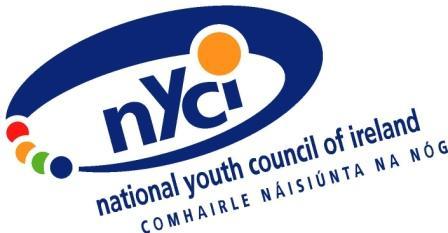 nyci
national youth council of ireland
COMHAIRLE NÁISIÚNTA NA NÓG